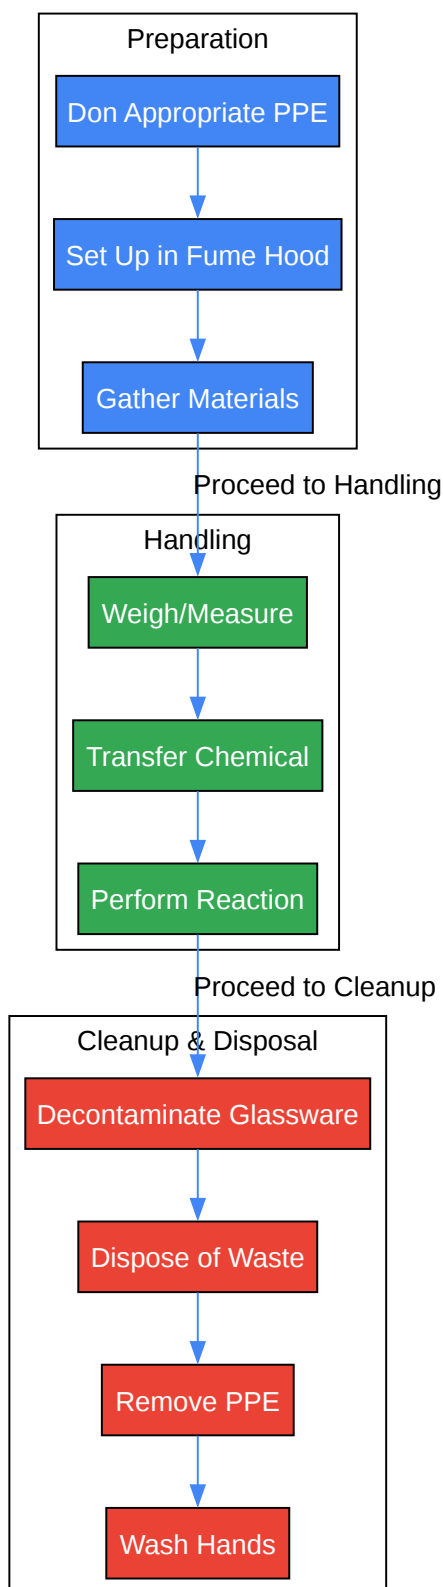 Preparation
Don Appropriate PPE
Set Up in Fume Hood
Gather Materials
Proceed to Handling
Handling
Weigh/Measure
Transfer Chemical
Perform Reaction
Proceed to Cleanup
Cleanup & Disposal
Decontaminate Glassware
Dispose of Waste
Remove PPE
Wash Hands